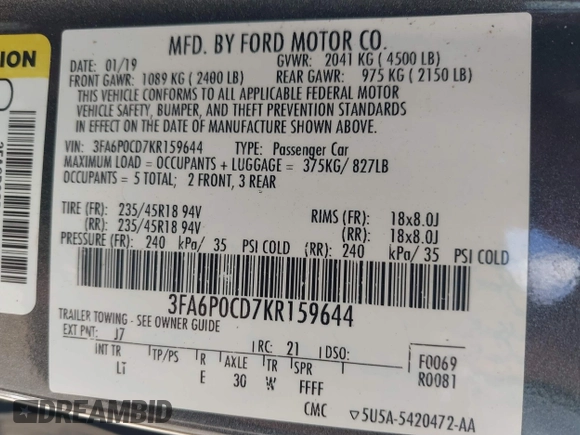 MFD. BY FORD MOTOR CO.
DATE: 01/19 GVWR: 2041 KG ( 4500 LB)
FRONT GAWR: 1089 KG ( 2400 LB) REAR GAWR: 975 KG ( 2150 LB)
THIS VEHICLE CONFORMS TO ALL APPLICABLE FEDERAL MOTOR
VEHICLE SAFETY, BUMPER, AND THEFT PREVENTION STANDARDS
IN EFFECT ON THE DATE OF MANUFACTURE SHOWN ABOVE.
VIN: 3FA6P0CD7KR159644 TYPE: Passenger Car
MAXIMUM LOAD = OCCUPANTS + LUGGAGE = 375KG/ 827LB
OCCUPANTS = 5 TOTAL; 2 FRONT, 3 REAR
TIRE (FR): 235/45R18 94V RIMS (FR): 18x8.0J
(RR): 235/45R18 94V (RR): 18x8.0J
PRESSURE (FR): 240 kPa/ 35 PSI COLD (RR): 240 kPa/ 35 PSI COLD
3FA6P0CD7KR159644
TRAILER TOWING - SEE OWNER GUIDE
EXT PNT: J7 RC: 21 DSO:
INT TR TP/PS R AXLE TR SPR F0069
LT E 30 W FFFF R0081
CMC ▽5U5A-5420472-AA
DREAMBID